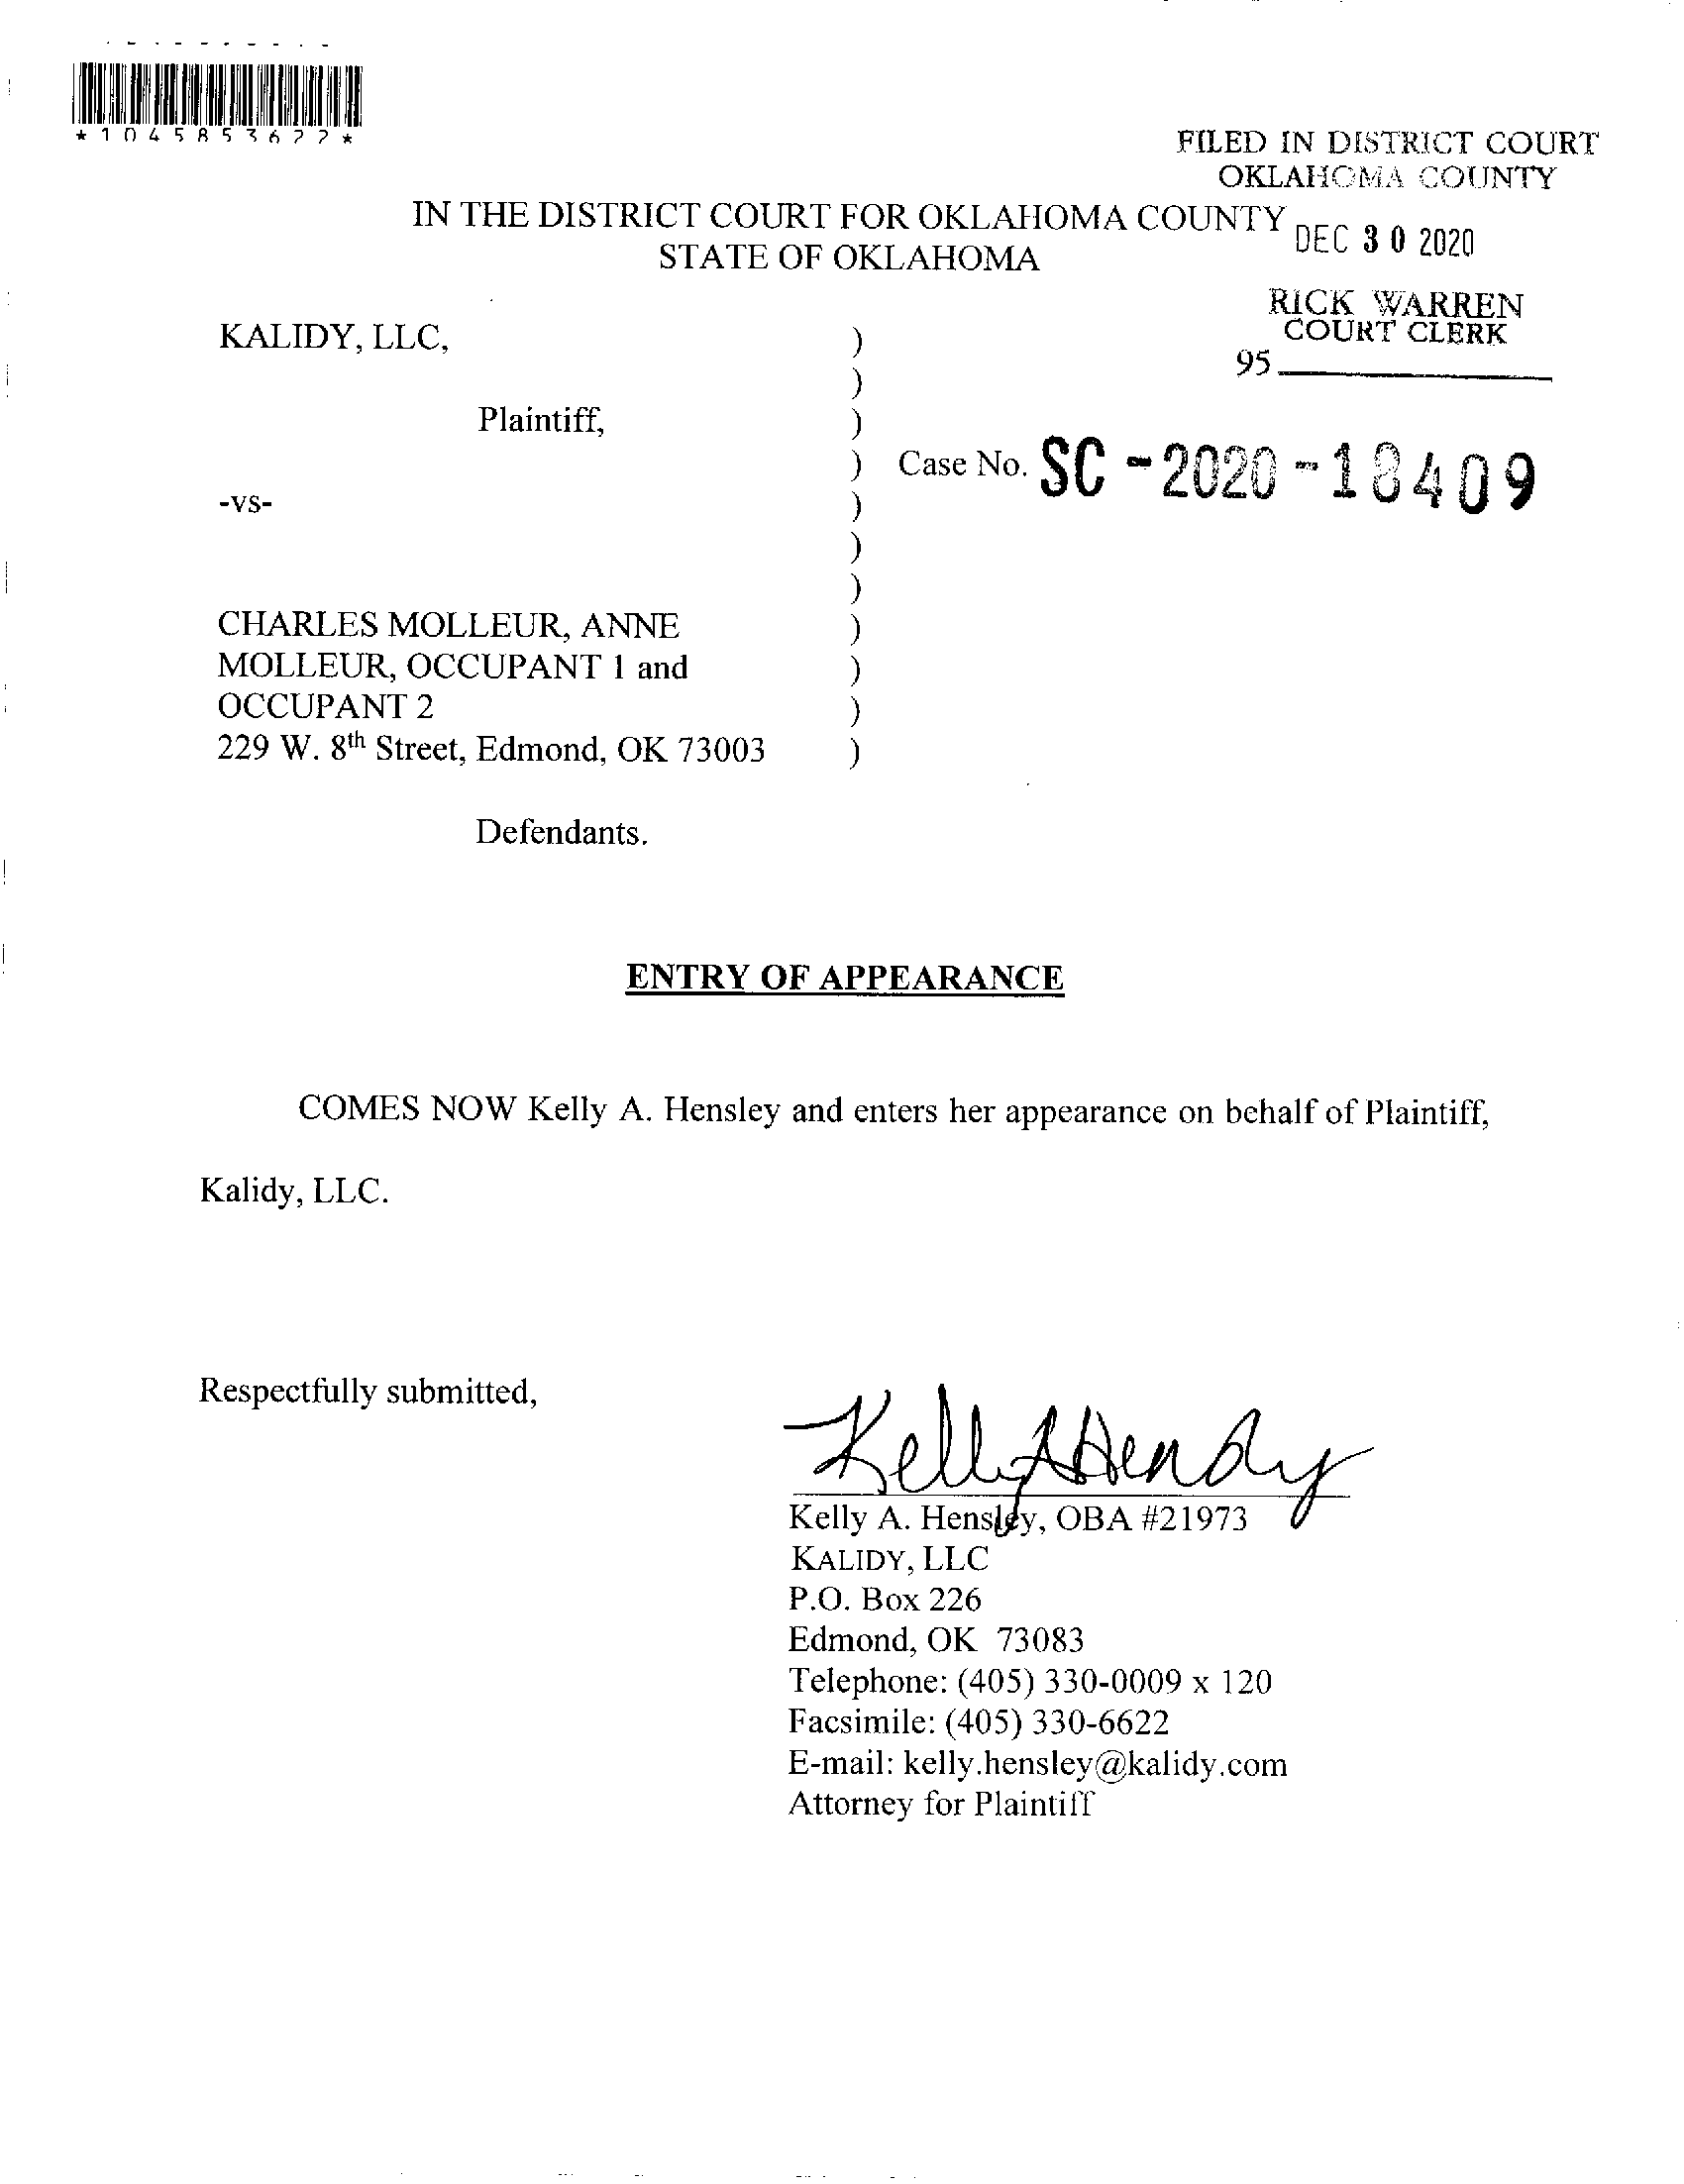 FILED IN DISTRICT COURT
OKLAHOMA COUNTY
IN THE DISTRICT COURT FOR OKLAHOMA COUNTY
STATE OF OKLAHOMA
DEC 30 2020
RICK WARREN
COURT CLERK
95
KALIDY, LLC, )
)
Plaintiff, )
) Case No. SC-2020-18409
-vs- )
)
)
CHARLES MOLLEUR, ANNE )
MOLLEUR, OCCUPANT 1 and )
OCCUPANT 2 )
229 W. 8th Street, Edmond, OK 73003 )
Defendants.
ENTRY OF APPEARANCE
COMES NOW Kelly A. Hensley and enters her appearance on behalf of Plaintiff,
Kalidy, LLC.
Respectfully submitted,
Kelly A. Hensley, OBA #21973
KALIDY, LLC
P.O. Box 226
Edmond, OK 73083
Telephone: (405) 330-0009 x 120
Facsimile: (405) 330-6622
E-mail: kelly.hensley@kalidy.com
Attorney for Plaintiff